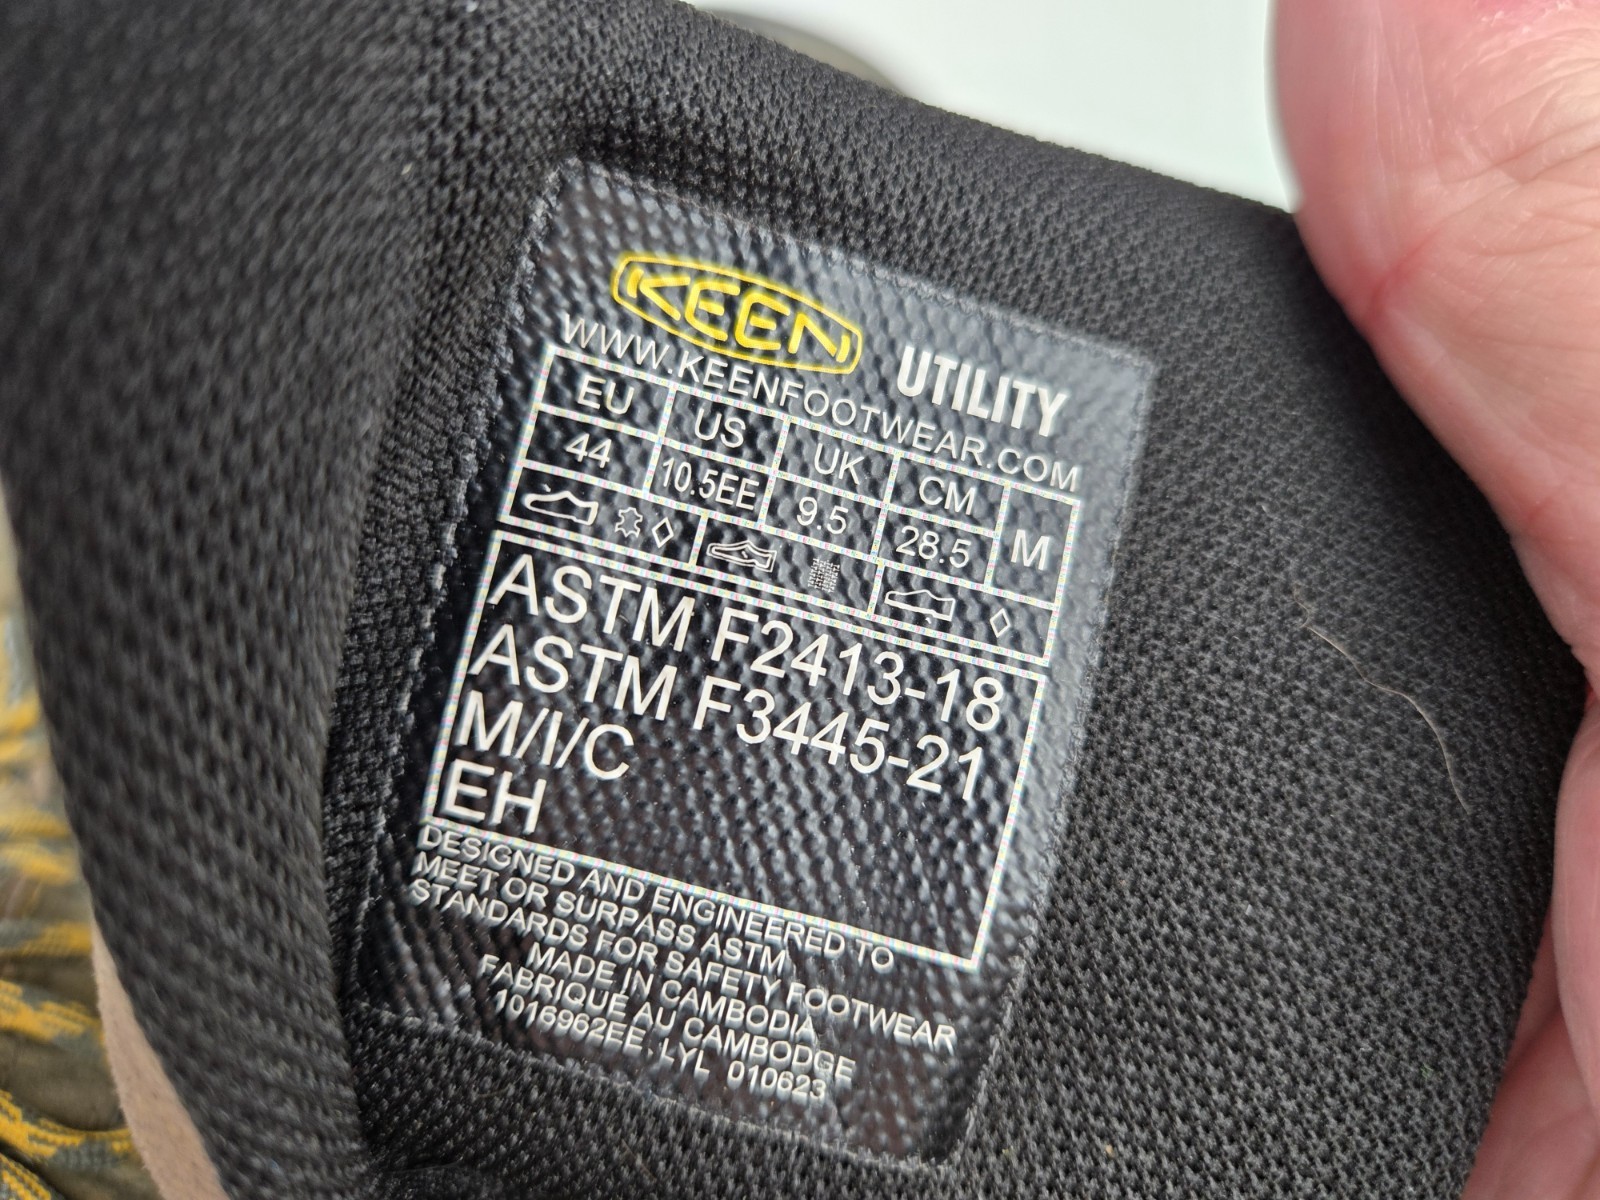 KEEN UTILITY
WWW.KEENFOOTWEAR.COM
EU US UK CM M
44 10.5EE 9.5 28.5
ASTM F2413-18
ASTM F3445-21
M/I/C
EH
DESIGNED AND ENGINEERED TO
MEET OR SURPASS ASTM
STANDARDS FOR SAFETY FOOTWEAR
MADE IN CAMBODIA
FABRIQUÉ AU CAMBODGE
1016962EE LYL 010623